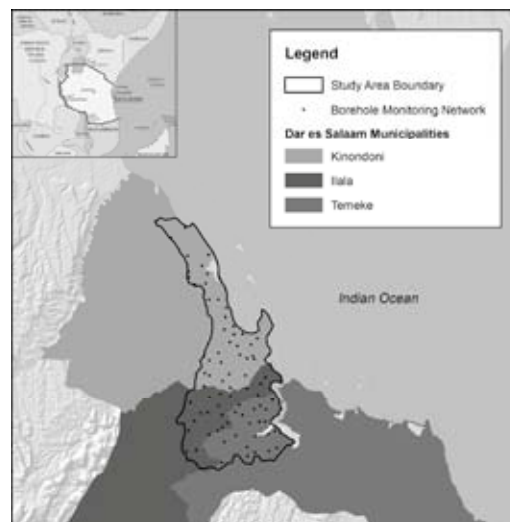 Legend
Study Area Boundary
Borehole Monitoring Network
Dar es Salaam Municipalities
Kinondoni
Ilala
Temeke
Indian Ocean